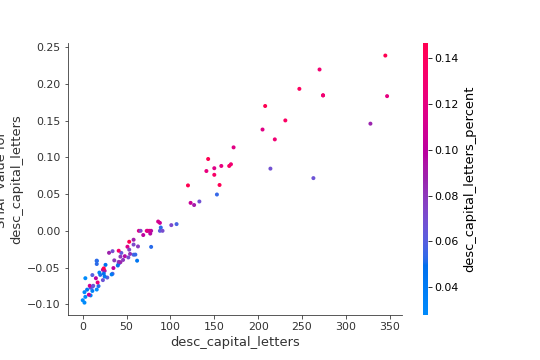 SHAP value for
desc_capital_letters
0.25
0.20
0.15
0.10
0.05
0.00
−0.05
−0.10
0 50 100 150 200 250 300 350
desc_capital_letters
0.14
0.12
0.10
0.08
0.06
0.04
desc_capital_letters_percent